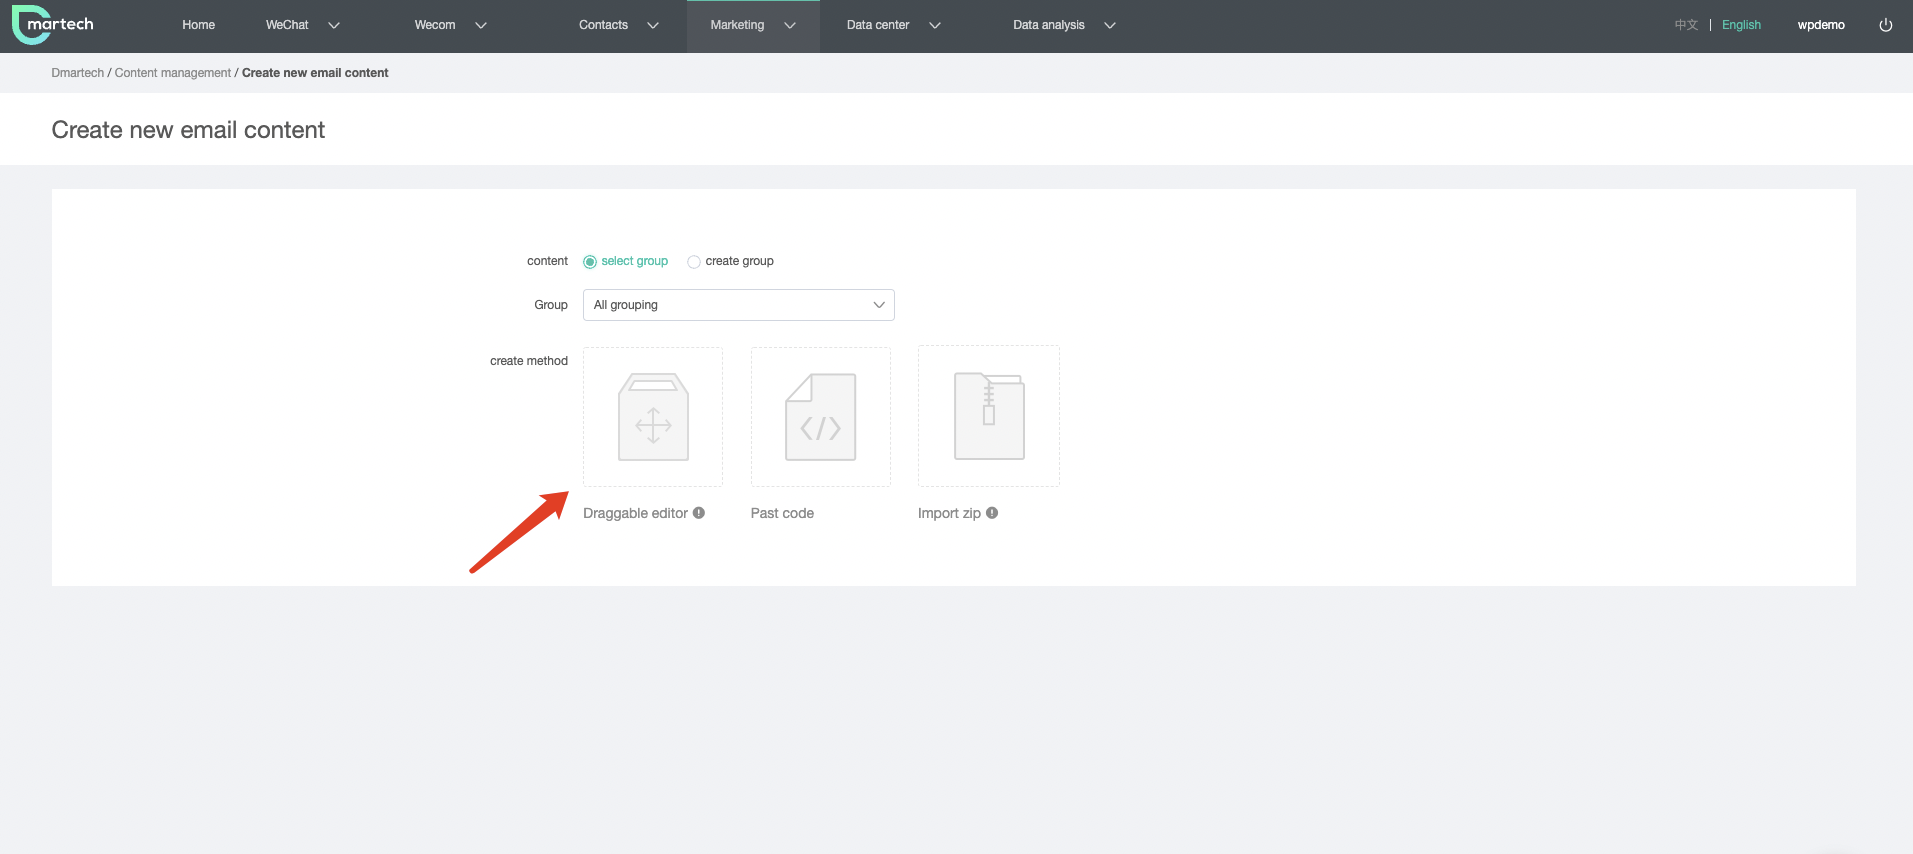 martech
Home
WeChat
Wecom
Contacts
Marketing
Data center
Data analysis
中文 | English
wpdemo
Dmartech / Content management / Create new email content
Create new email content
content
select group
create group
Group
All grouping
create method
</>
Draggable editor
Past code
Import zip